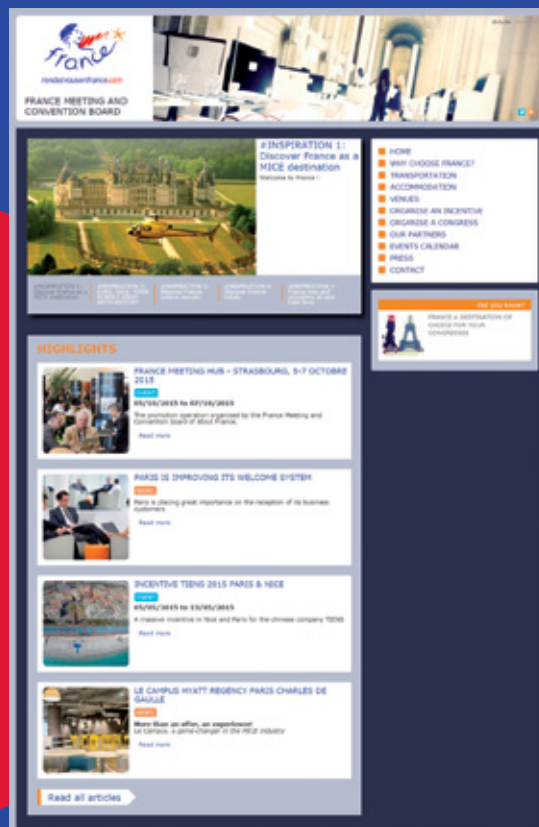 France
rendezvousenfrance.com
FRANCE MEETING AND
CONVENTION BOARD
#INSPIRATION 1:
Discover France as a
MICE destination
Welcome to France !
#INSPIRATION 1:
Discover France as a
MICE destination
HOME
WHY CHOOSE FRANCE?
TRANSPORTATION
ACCOMMODATION
VENUES
ORGANISE AN INCENTIVE
ORGANISE A CONGRESS
OUR PARTNERS
EVENTS CALENDAR
PRESS
CONTACT
Did you know?
FRANCE A DESTINATION OF
CHOICE FOR YOUR
CONGRESSES
HIGHLIGHTS
FRANCE MEETING HUB - STRASBOURG, 5-7 OCTOBRE
2015
EVENT
05/10/2015 to 07/10/2015
The promotion operation organised by the France Meeting and
Convention Board of Atout France.
Read more
PARIS IS IMPROVING ITS WELCOME SYSTEM
NEWS
Paris is placing great importance on the reception of its business
customers
Read more
INCENTIVE TIENS 2015 PARIS & NICE
EVENT
05/05/2015 to 13/05/2015
A massive incentive in Nice and Paris for the chinese company TIENS
Read more
LE CAMPUS HYATT REGENCY PARIS CHARLES DE
GAULLE
NEWS
More than an offer, an experience!
Le Campus, a game-changer in the MICE industry
Read more
Read all articles